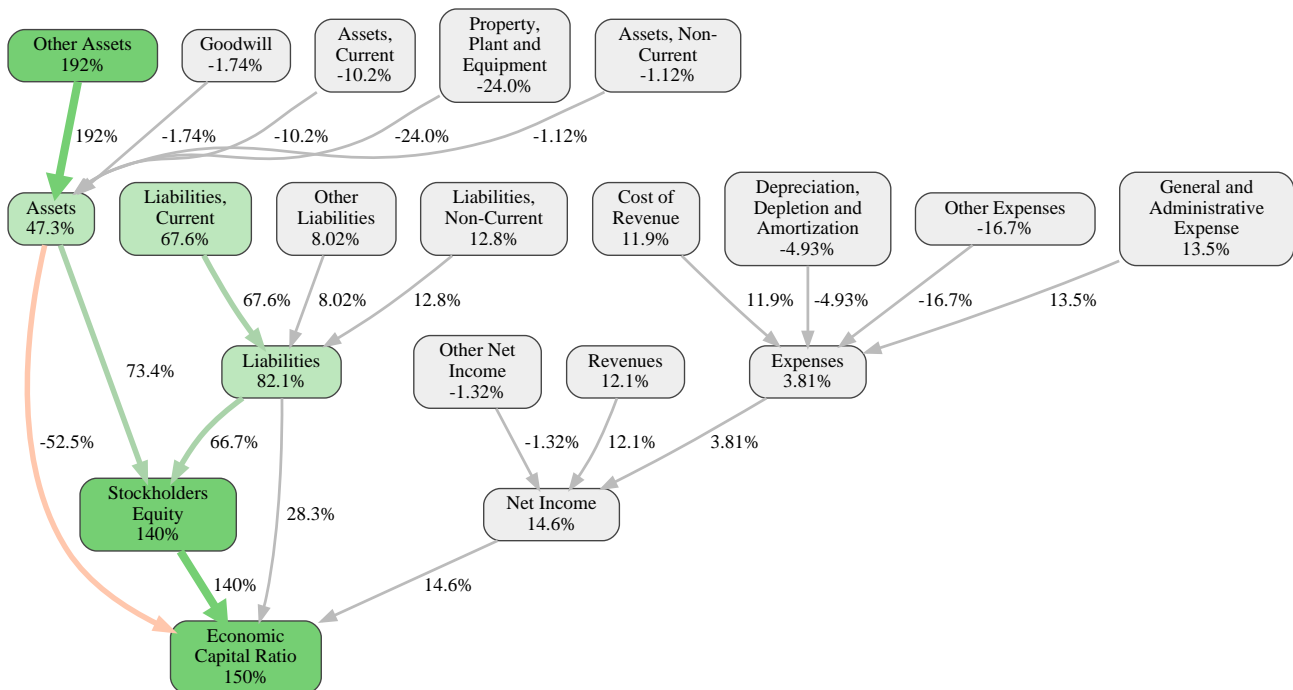 Other Assets
192%
Goodwill
-1.74%
Assets,
Current
-10.2%
Property,
Plant and
Equipment
-24.0%
Assets, Non-
Current
-1.12%
192%
-1.74%
-10.2%
-24.0%
-1.12%
Assets
47.3%
Liabilities,
Current
67.6%
Other
Liabilities
8.02%
Liabilities,
Non-Current
12.8%
Cost of
Revenue
11.9%
Depreciation,
Depletion and
Amortization
-4.93%
Other Expenses
-16.7%
General and
Administrative
Expense
13.5%
67.6%
8.02%
12.8%
11.9%
-4.93%
-16.7%
13.5%
73.4%
Liabilities
82.1%
Other Net
Income
-1.32%
Revenues
12.1%
Expenses
3.81%
-52.5%
66.7%
-1.32%
12.1%
3.81%
Stockholders
Equity
140%
28.3%
Net Income
14.6%
140%
14.6%
Economic
Capital Ratio
150%